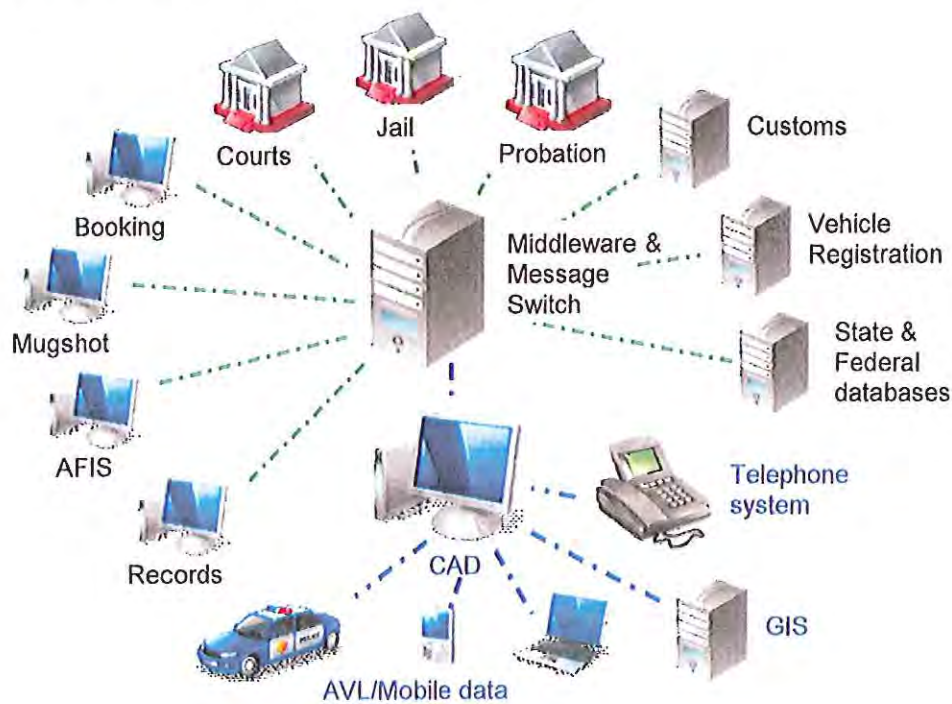 Courts
Jail
Probation
Customs
Booking
Middleware &
Message
Switch
Vehicle
Registration
Mugshot
State &
Federal
databases
AFIS
Telephone
system
Records
CAD
POLICE
GIS
AVL/Mobile data